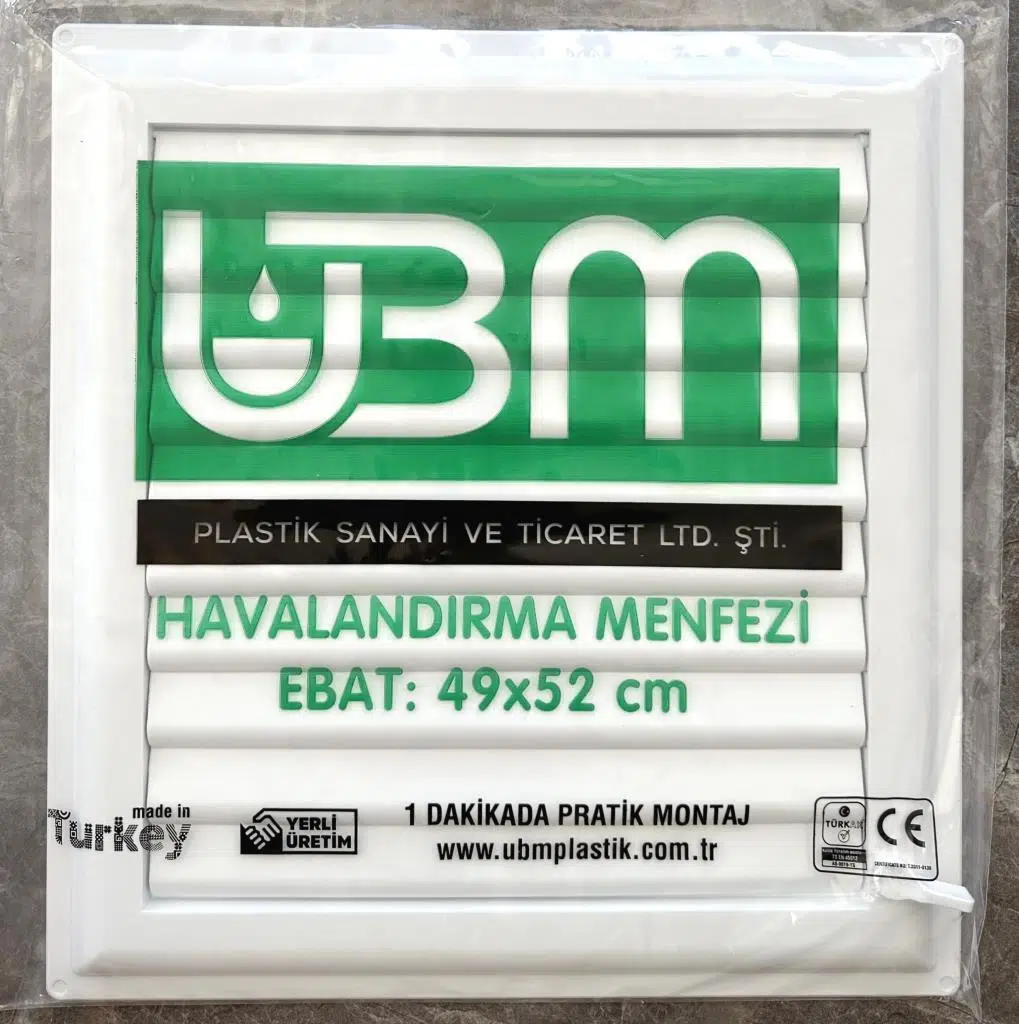 UBM
PLASTİK SANAYİ VE TİCARET LTD. ŞTİ.
HAVALANDIRMA MENFEZİ
EBAT: 49x52 cm
made in
Turkey
YERLİ
ÜRETİM
1 DAKİKADA PRATİK MONTAJ
www.ubmplastik.com.tr
TÜRKAK
CE